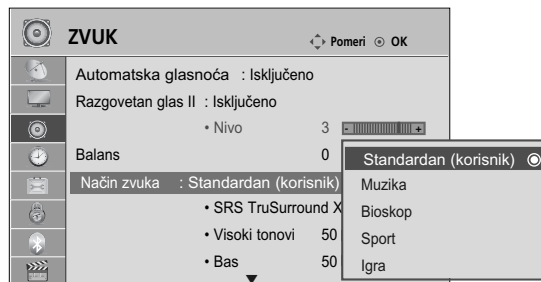 ZVUK
Pomeri OK
Automatska glasnoća : Isključeno
Razgovetan glas II : Isključeno
• Nivo 3 - +
Balans 0
Način zvuka : Standardan (korisnik)
• SRS TruSurround X
• Visoki tonovi 50
• Bas 50
Standardan (korisnik)
Muzika
Bioskop
Sport
Igra